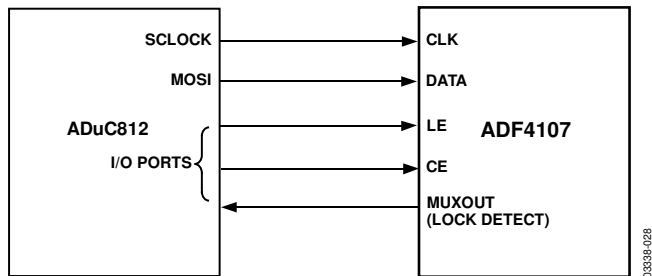 SCLOCK
MOSI
ADuC812
I/O PORTS
CLK
DATA
LE
ADF4107
CE
MUXOUT
(LOCK DETECT)
03338-028